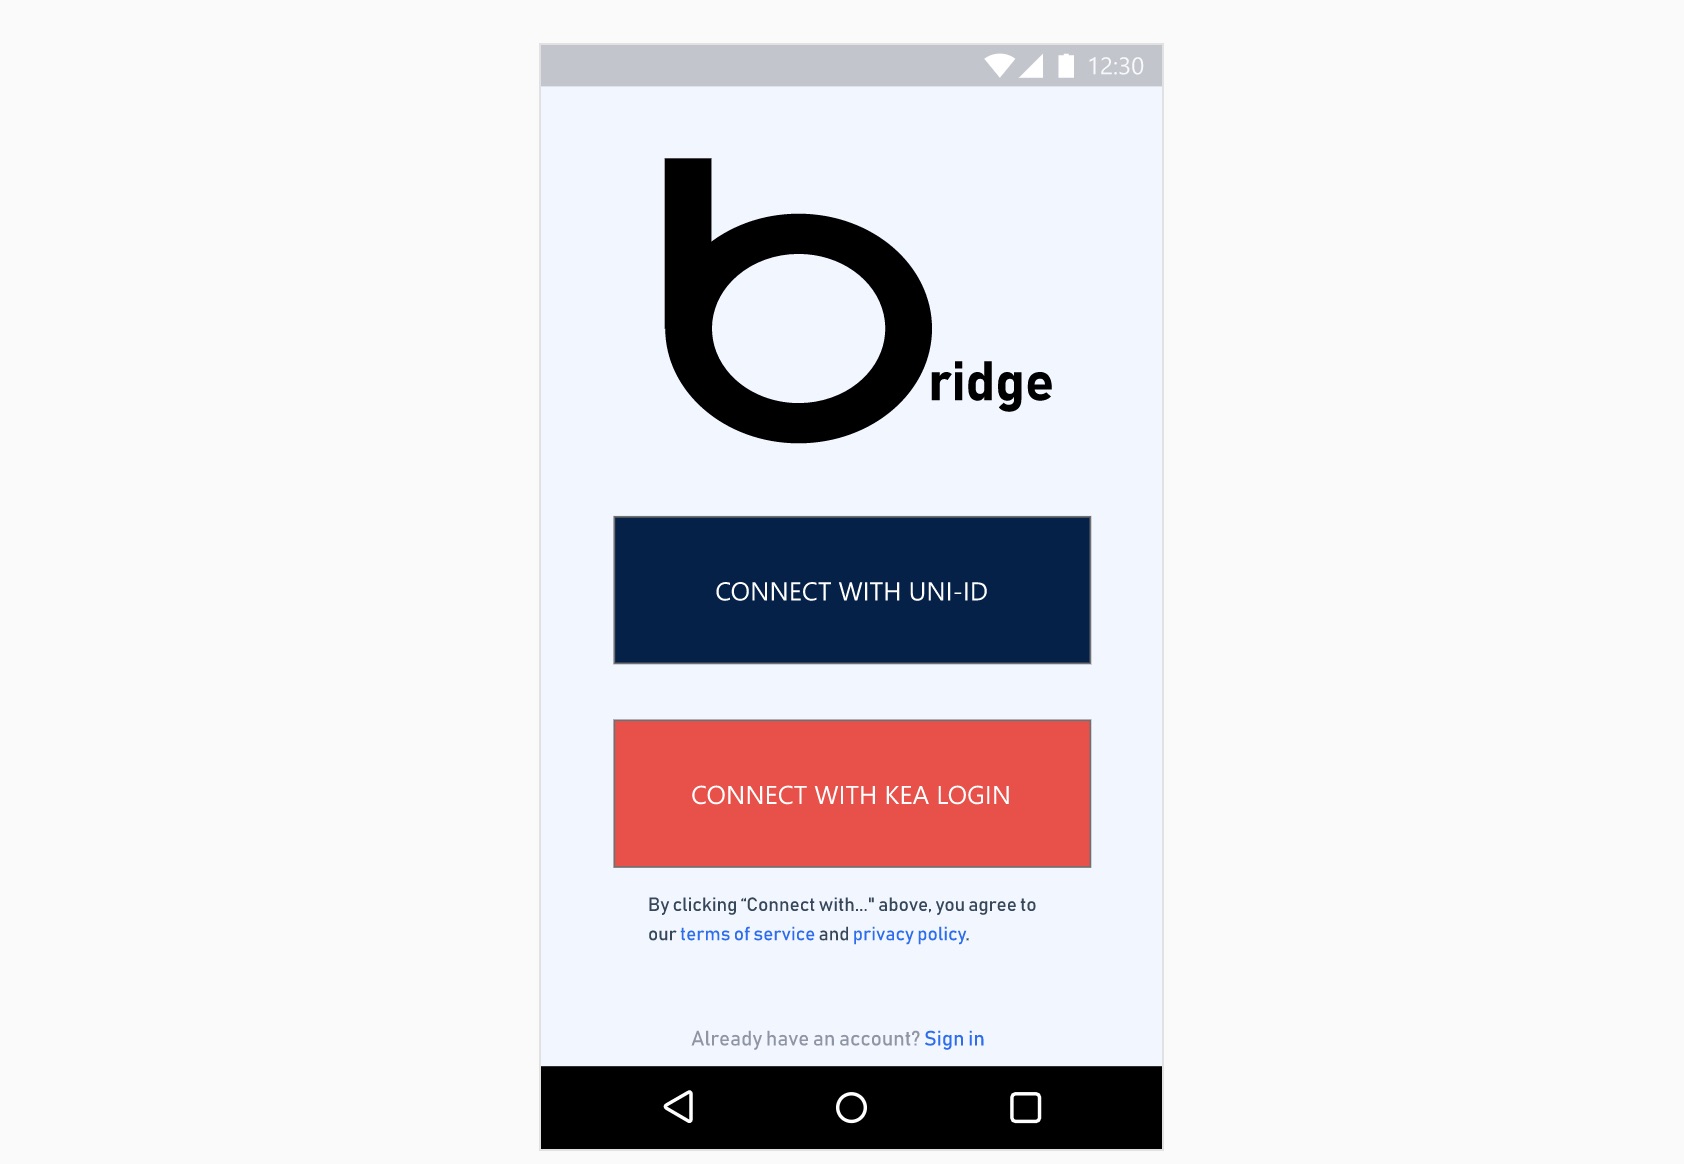 12:30
bridge
CONNECT WITH UNI-ID
CONNECT WITH KEA LOGIN
By clicking “Connect with..." above, you agree to
our terms of service and privacy policy.
Already have an account? Sign in